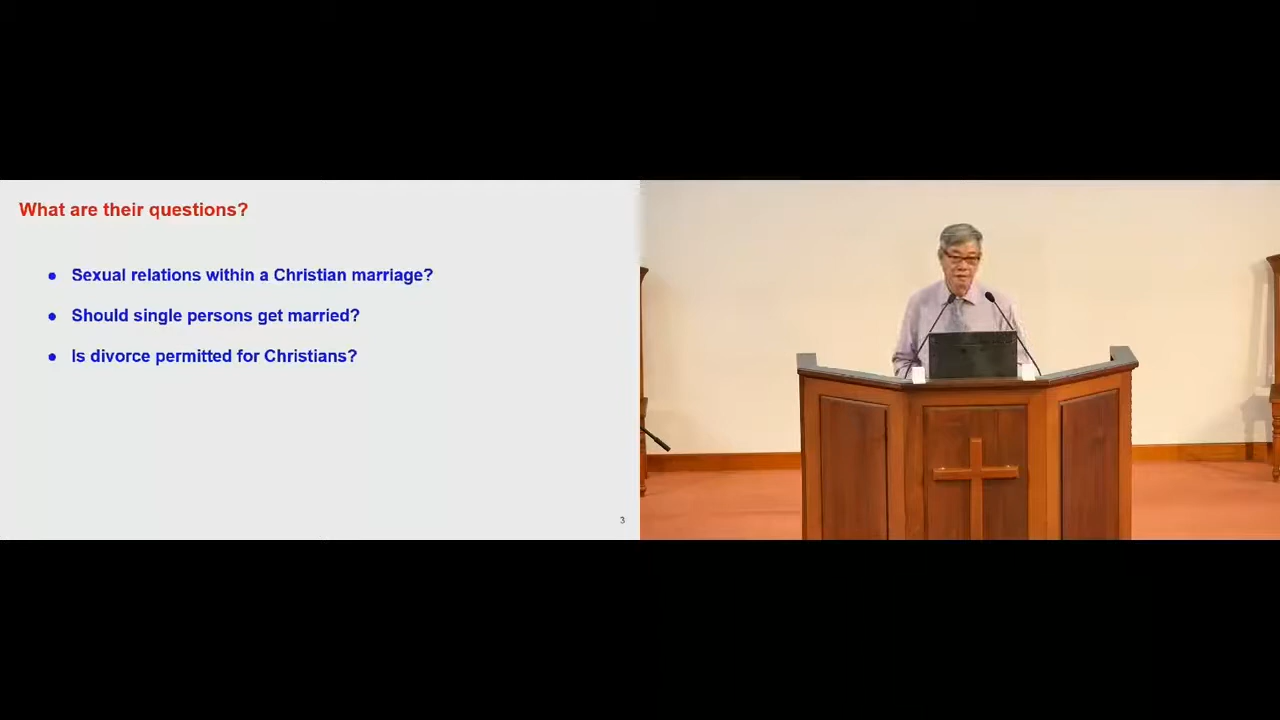 What are their questions?
● Sexual relations within a Christian marriage?
● Should single persons get married?
● Is divorce permitted for Christians?
3